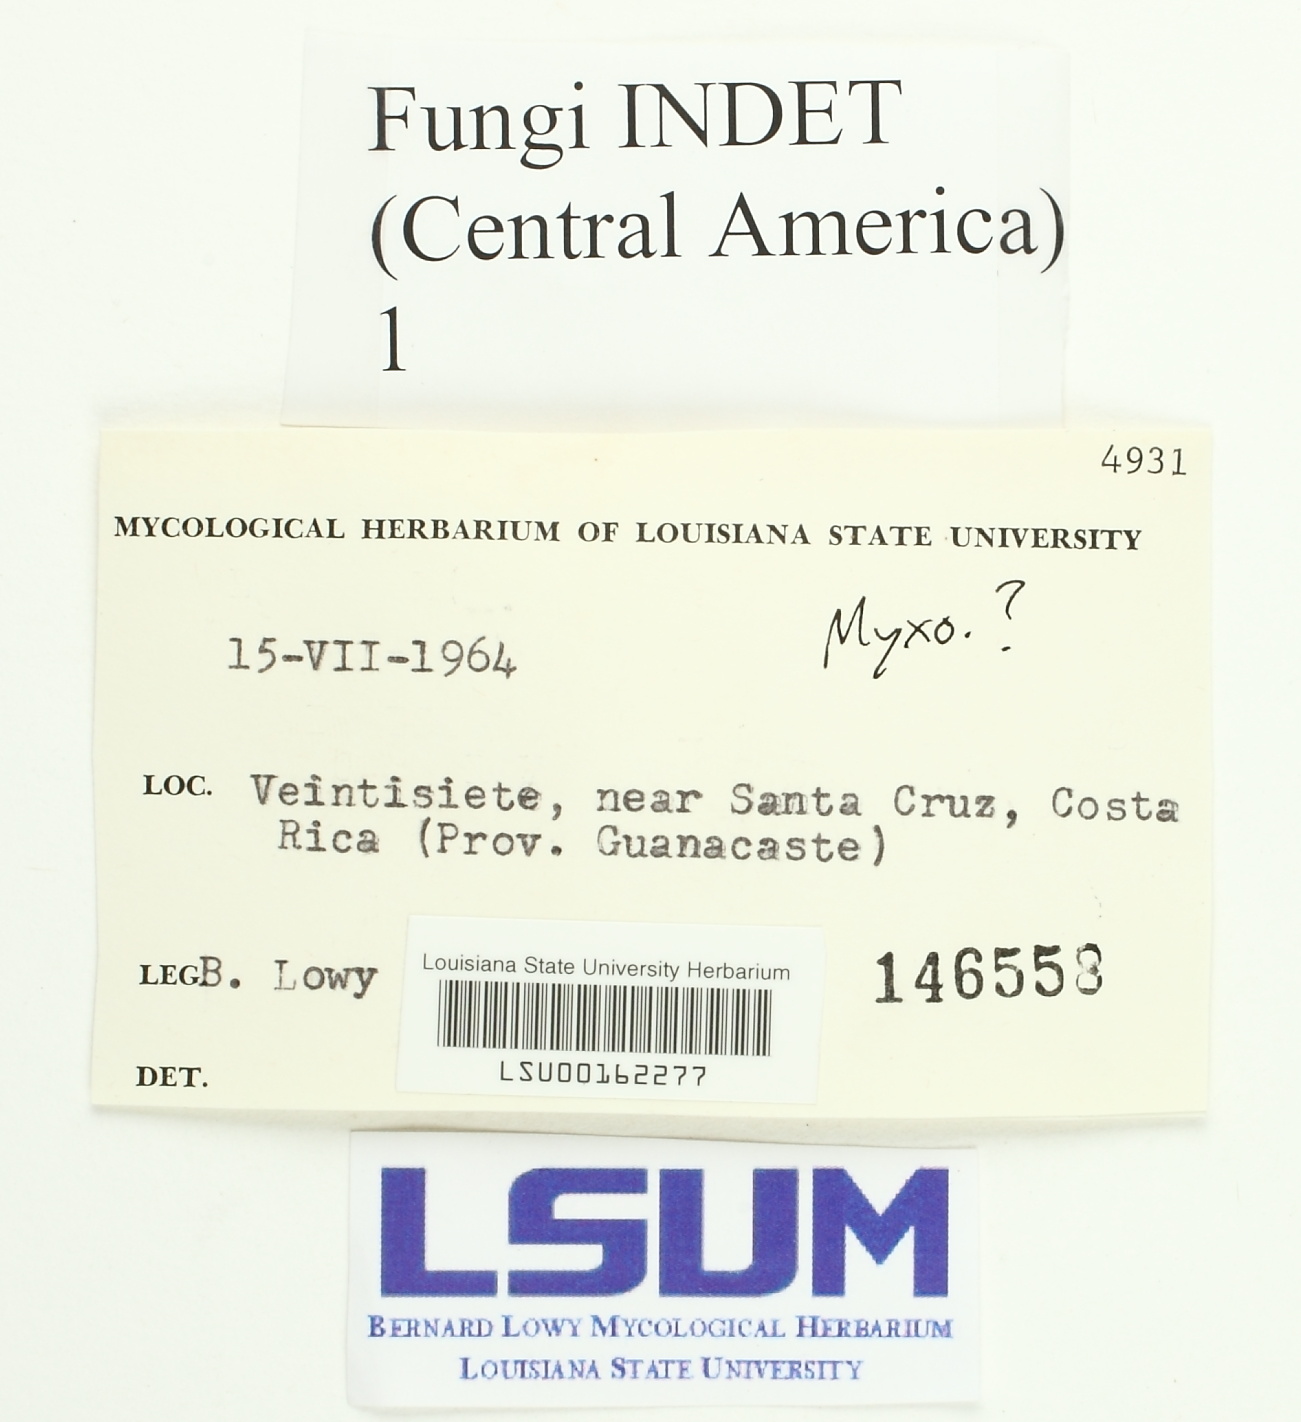 Fungi INDET
(Central America)
1
4931
MYCOLOGICAL HERBARIUM OF LOUISIANA STATE UNIVERSITY
15-VII-1964
Myxo. ?
LOC. Veintisiete, near Santa Cruz, Costa
Rica (Prov. Guanacaste)
LEG B. Lowy
Louisiana State University Herbarium
LSU00162277
146558
DET.
LSUM
BERNARD LOWY MYCOLOGICAL HERBARIUM
LOUISIANA STATE UNIVERSITY